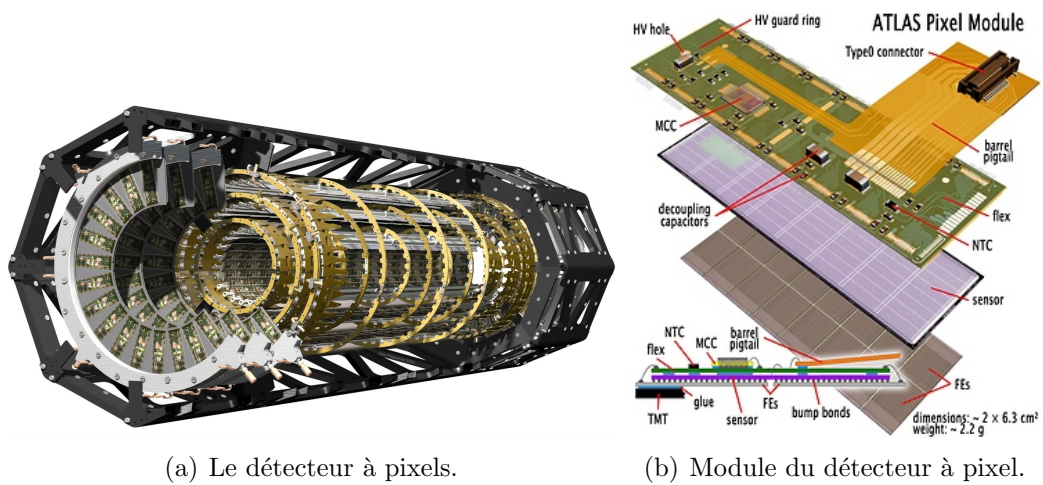 ATLAS Pixel Module
HV guard ring
HV hole
Type0 connector
MCC
barrel
pigtail
decoupling
capacitors
flex
NTC
sensor
barrel
pigtail
MCC
NTC
flex
FEs
glue
FEs
TMT
sensor
bump bonds
dimensions: ~ 2 × 6.3 cm²
weight: ~ 2.2 g
(a) Le détecteur à pixels.
(b) Module du détecteur à pixel.